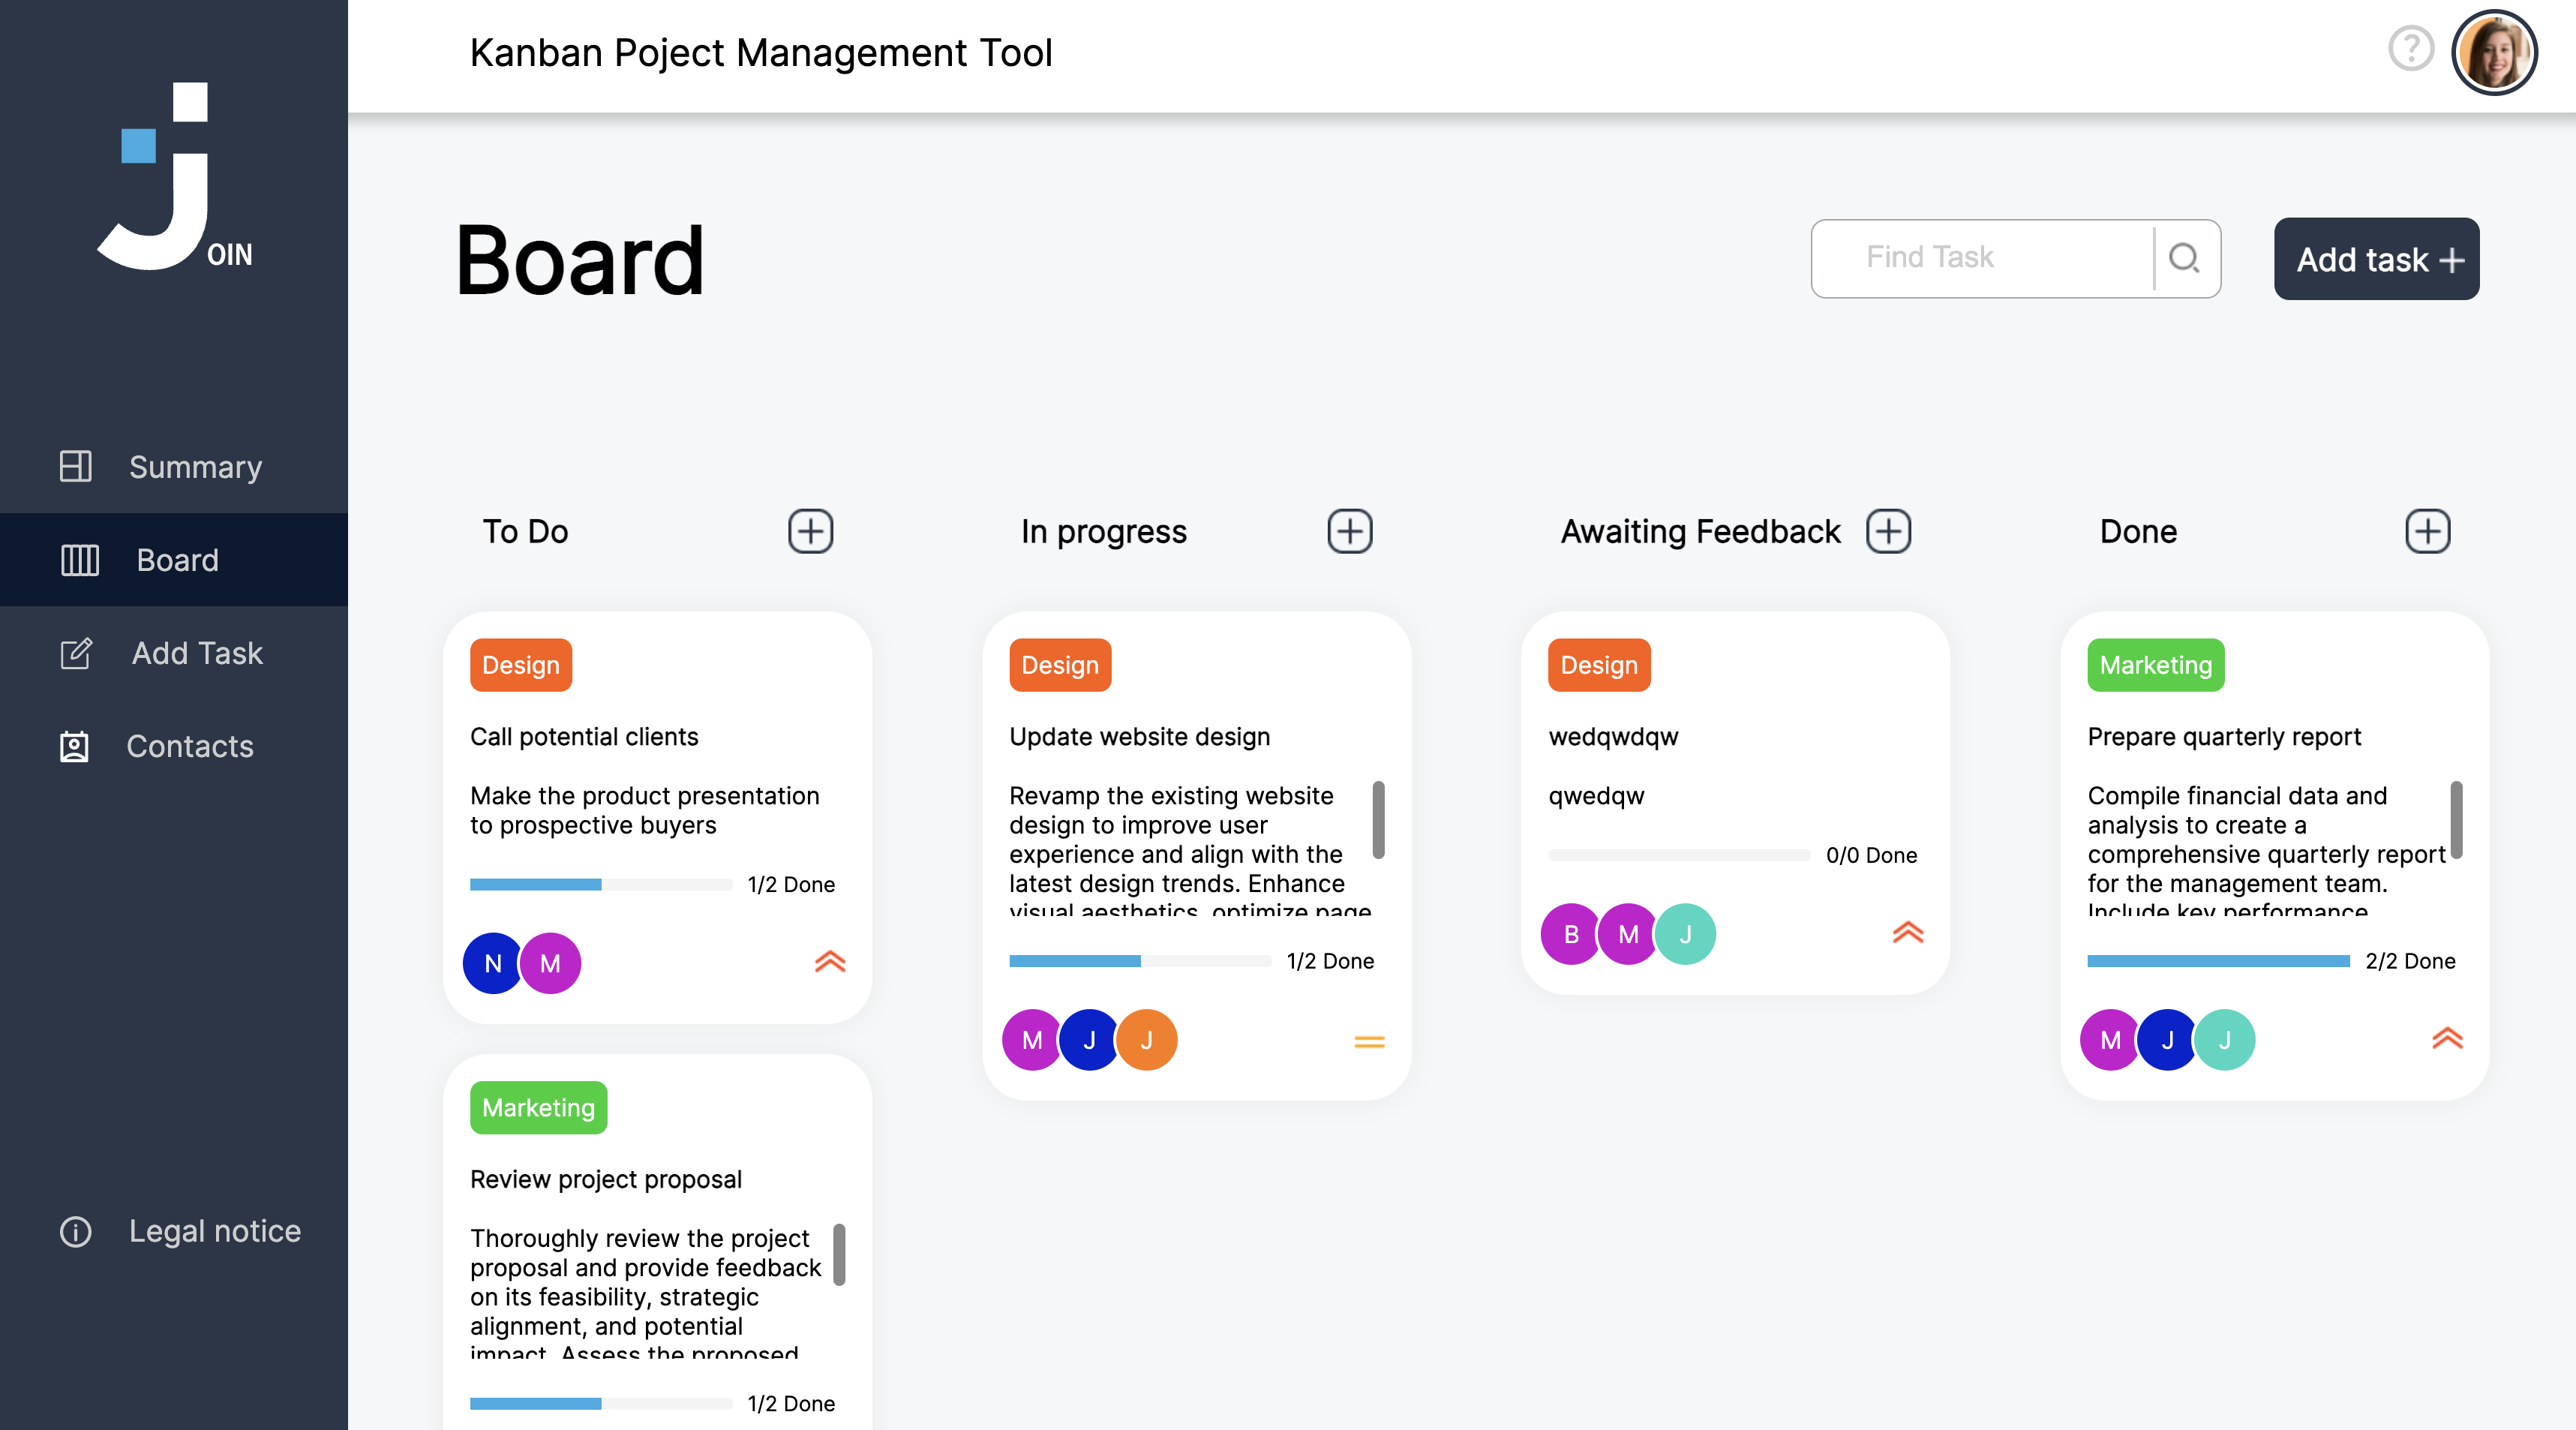 OIN
Summary
Board
Add Task
Contacts
Legal notice
Kanban Poject Management Tool
Board
Find Task
Add task
To Do
Design
Call potential clients
Make the product presentation
to prospective buyers
1/2 Done
N M
Marketing
Review project proposal
Thoroughly review the project
proposal and provide feedback
on its feasibility, strategic
alignment, and potential
impact. Assess the proposed
1/2 Done
In progress
Design
Update website design
Revamp the existing website
design to improve user
experience and align with the
latest design trends. Enhance
visual aesthetics, optimize page
1/2 Done
M J J
Awaiting Feedback
Design
wedqwdqw
qwedqw
0/0 Done
B M J
Done
Marketing
Prepare quarterly report
Compile financial data and
analysis to create a
comprehensive quarterly report
for the management team.
Include key performance
2/2 Done
M J J